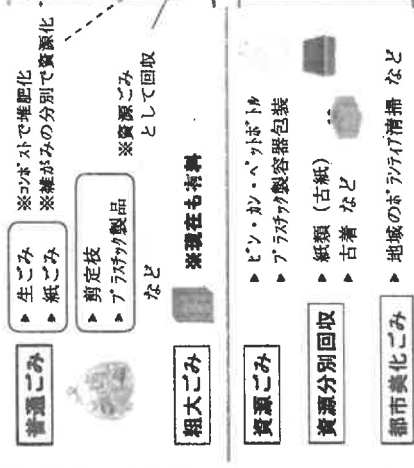 普通ごみ
▶ 生ごみ ※コンポストで堆肥化
▶ 紙ごみ ※雑がみの分別で資源化
▶ 剪定枝
▶ プラスチック製品
※資源ごみ
として回収
など
粗大ごみ
※現在も有料
資源ごみ
▶ ビン・カン・ペットボトル
▶ プラスチック製容器包装
資源分別回収
▶ 紙類（古紙）
▶ 古着 など
都市美化ごみ
▶ 地域のボランティア清掃 など